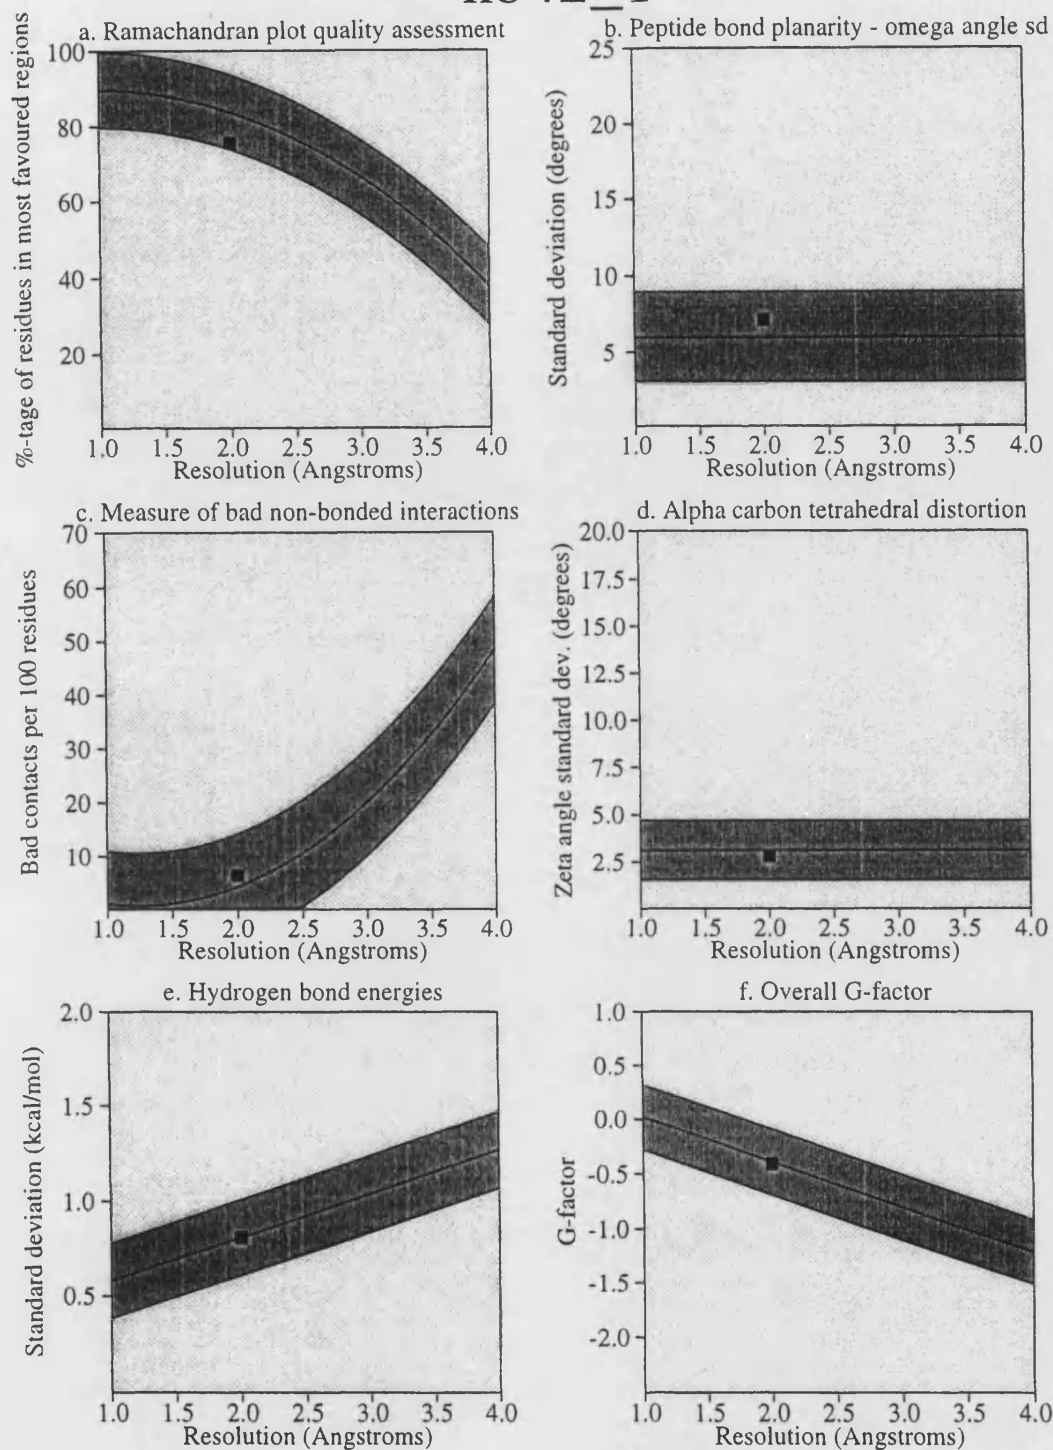 a. Ramachandran plot quality assessment
%-tage of residues in most favoured regions
100
80
60
40
20
1.0 1.5 2.0 2.5 3.0 3.5 4.0
Resolution (Angstroms)
b. Peptide bond planarity - omega angle sd
Standard deviation (degrees)
25
20
15
10
5
1.0 1.5 2.0 2.5 3.0 3.5 4.0
Resolution (Angstroms)
c. Measure of bad non-bonded interactions
Bad contacts per 100 residues
70
60
50
40
30
20
10
1.0 1.5 2.0 2.5 3.0 3.5 4.0
Resolution (Angstroms)
d. Alpha carbon tetrahedral distortion
Zeta angle standard dev. (degrees)
20.0
17.5
15.0
12.5
10.0
7.5
5.0
2.5
1.0 1.5 2.0 2.5 3.0 3.5 4.0
Resolution (Angstroms)
e. Hydrogen bond energies
Standard deviation (kcal/mol)
2.0
1.5
1.0
0.5
1.0 1.5 2.0 2.5 3.0 3.5 4.0
Resolution (Angstroms)
f. Overall G-factor
G-factor
1.0
0.5
0.0
-0.5
-1.0
-1.5
-2.0
1.0 1.5 2.0 2.5 3.0 3.5 4.0
Resolution (Angstroms)